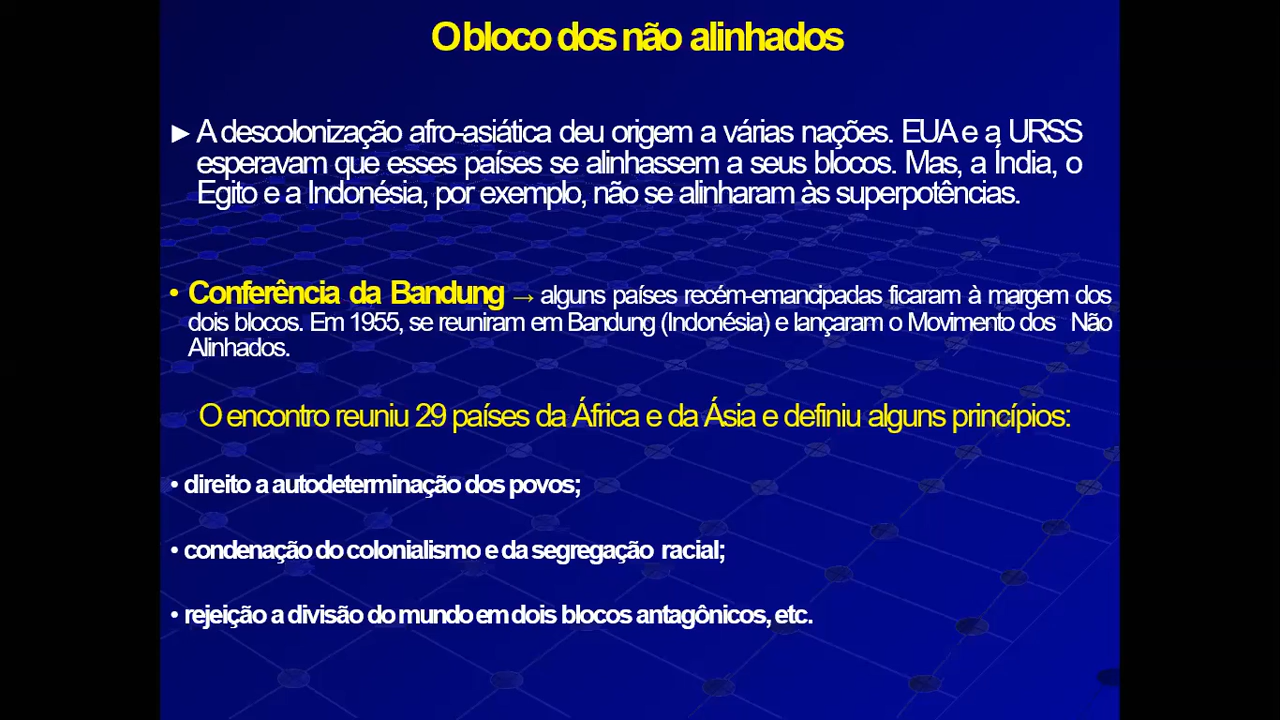 O bloco dos não alinhados
► A descolonização afro-asiática deu origem a várias nações. EUA e a URSS
esperavam que esses países se alinhassem a seus blocos. Mas, a Índia, o
Egito e a Indonésia, por exemplo, não se alinharam às superpotências.
• Conferência da Bandung → alguns países recém-emancipadas ficaram à margem dos
dois blocos. Em 1955, se reuniram em Bandung (Indonésia) e lançaram o Movimento dos Não
Alinhados.
O encontro reuniu 29 países da África e da Ásia e definiu alguns princípios:
• direito a autodeterminação dos povos;
• condenação do colonialismo e da segregação racial;
• rejeição a divisão do mundo em dois blocos antagônicos, etc.